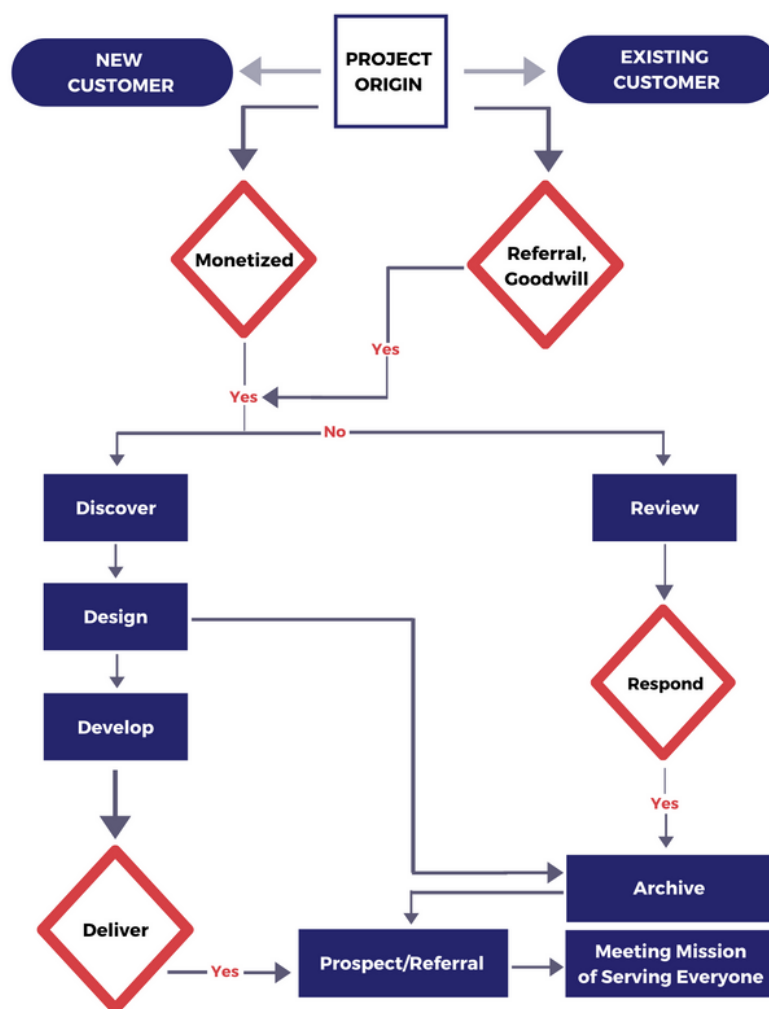 NEW
CUSTOMER
PROJECT
ORIGIN
EXISTING
CUSTOMER
Monetized
Referral,
Goodwill
Yes
Yes
No
Discover
Review
Design
Respond
Develop
Yes
Archive
Deliver
Prospect/Referral
Meeting Mission
of Serving Everyone
Yes